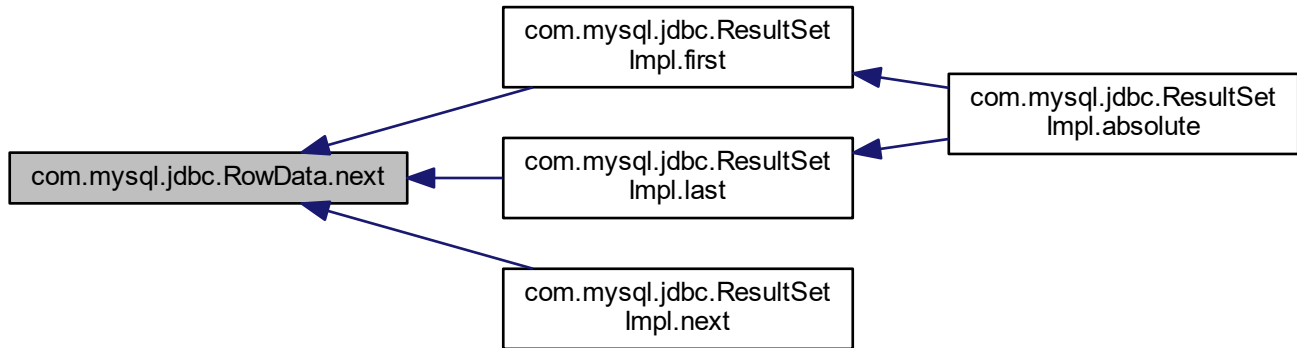 com.mysql.jdbc.RowData.next
com.mysql.jdbc.ResultSet
Impl.first
com.mysql.jdbc.ResultSet
Impl.last
com.mysql.jdbc.ResultSet
Impl.next
com.mysql.jdbc.ResultSet
Impl.absolute